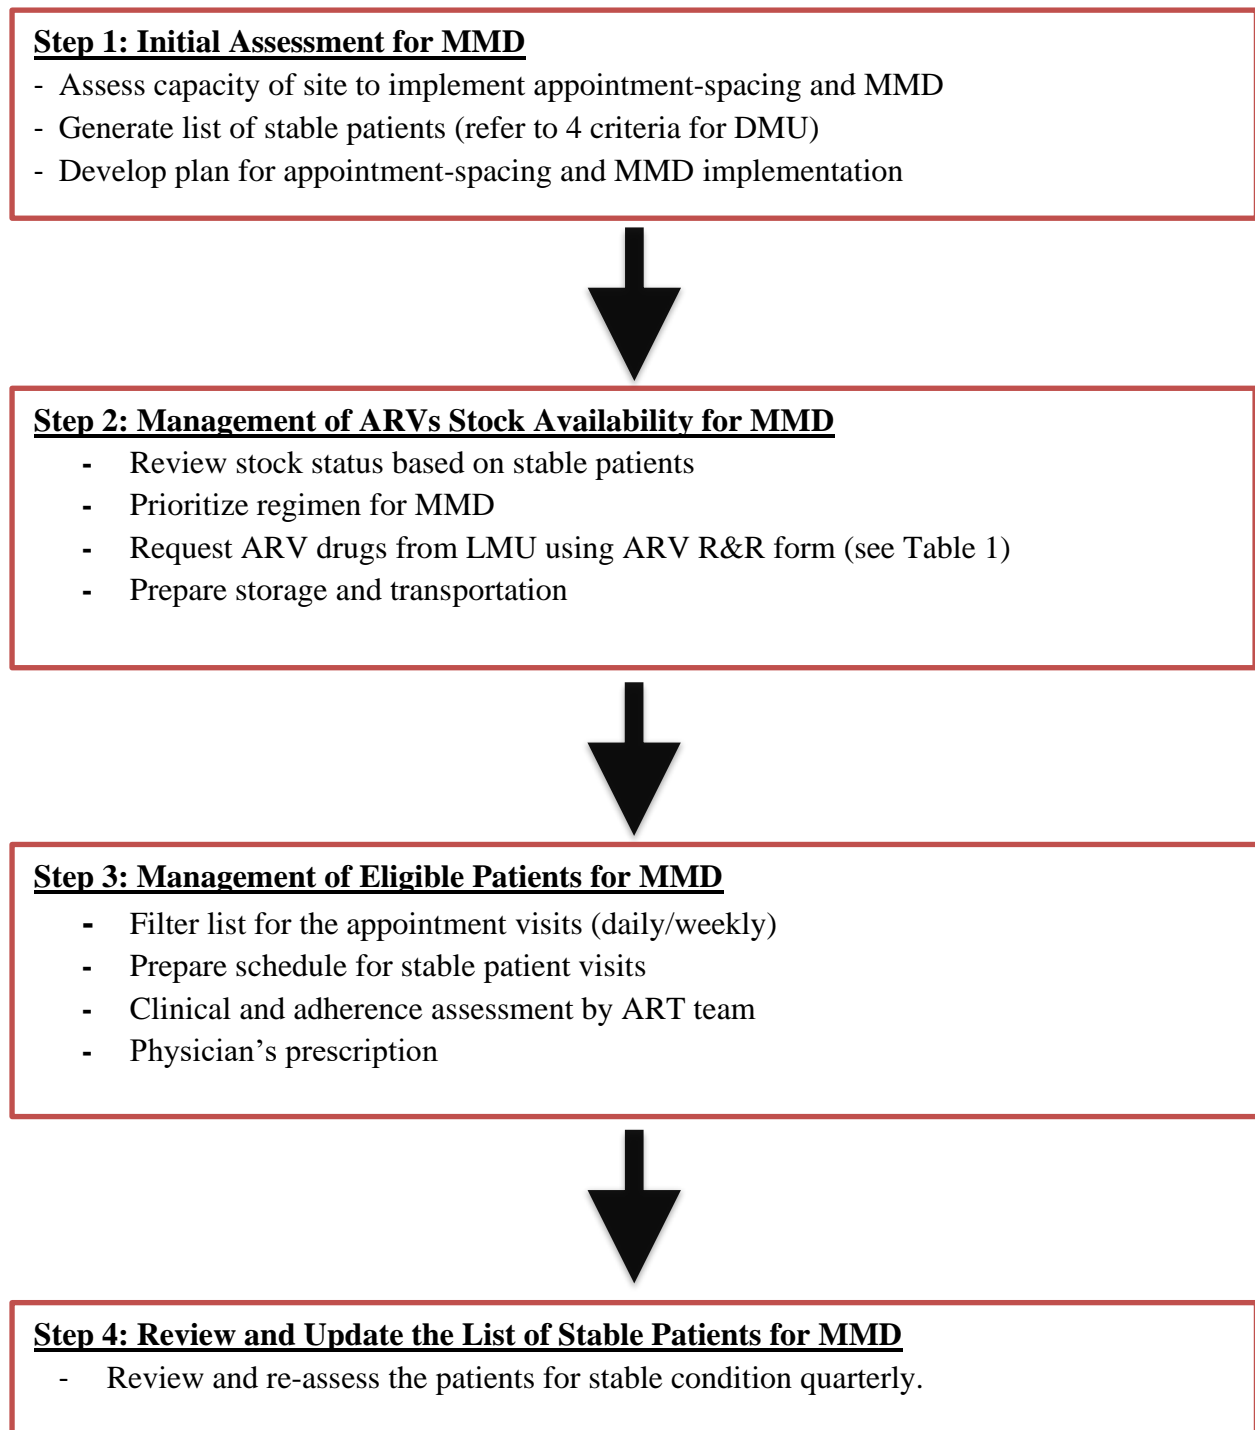 Step 1: Initial Assessment for MMD
- Assess capacity of site to implement appointment-spacing and MMD
- Generate list of stable patients (refer to 4 criteria for DMU)
- Develop plan for appointment-spacing and MMD implementation
Step 2: Management of ARVs Stock Availability for MMD
- Review stock status based on stable patients
- Prioritize regimen for MMD
- Request ARV drugs from LMU using ARV R&R form (see Table 1)
- Prepare storage and transportation
Step 3: Management of Eligible Patients for MMD
- Filter list for the appointment visits (daily/weekly)
- Prepare schedule for stable patient visits
- Clinical and adherence assessment by ART team
- Physician’s prescription
Step 4: Review and Update the List of Stable Patients for MMD
- Review and re-assess the patients for stable condition quarterly.